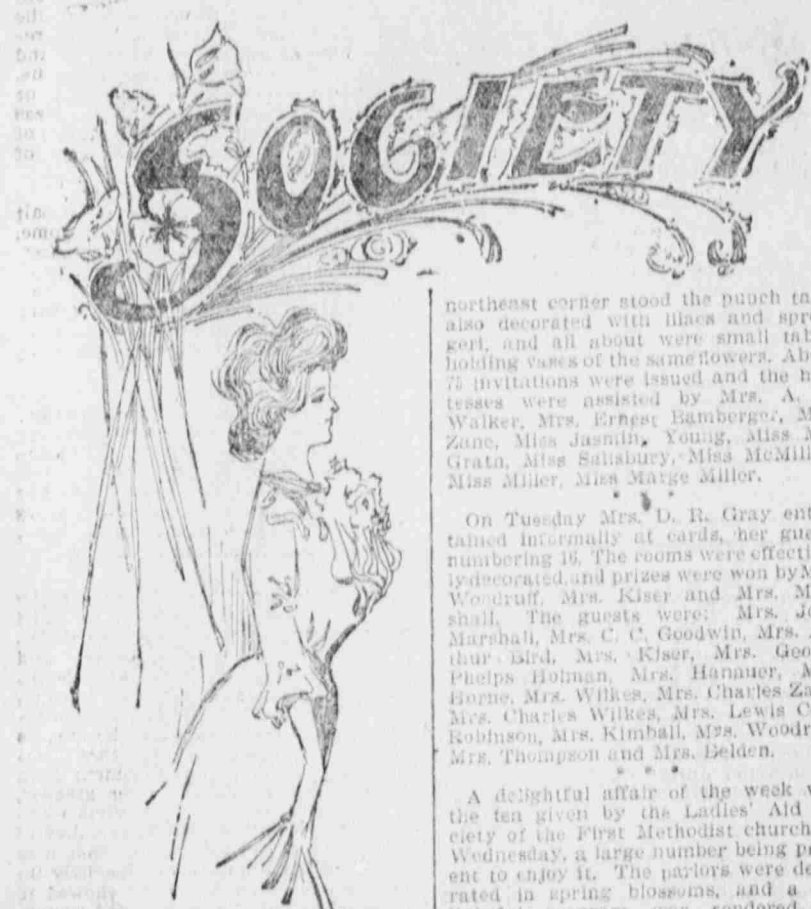 SOCIETY
northeast corner stood the punch ta
also decorated with lilacs and spre
geri, and all about were small tab
holding vases of the same flowers. Ab
75 invitations were issued and the h
tesses were assisted by Mrs. A.
Walker, Mrs. Ernest Bamberger, M
Zane, Miss Jasmin, Young, Miss M
Grath, Miss Salisbury, Miss McMill
Miss Miller, Miss Marge Miller.
* * *
On Tuesday Mrs. D. R. Gray ent
tained informally at cards, her gue
numbering 16. The rooms were effecti
ly decorated, and prizes were won by M
Woodruff, Mrs. Kiser and Mrs. M
shall. The guests were: Mrs. Jo
Marshall, Mrs. C. C. Goodwin, Mrs.
thur Bird, Mrs. Kiser, Mrs. Geo
Phelps Holman, Mrs. Hanauer, M
Horne, Mrs. Wilkes, Mrs. Charles Za
Mrs. Charles Wilkes, Mrs. Lewis C
Robinson, Mrs. Kimball, Mrs. Woodr
Mrs. Thompson and Mrs. Belden.
* * *
A delightful affair of the week w
the tea given by the Ladies' Aid
ciety of the First Methodist church
Wednesday, a large number being pr
ent to enjoy it. The parlors were de
rated in spring blossoms, and a
rendered